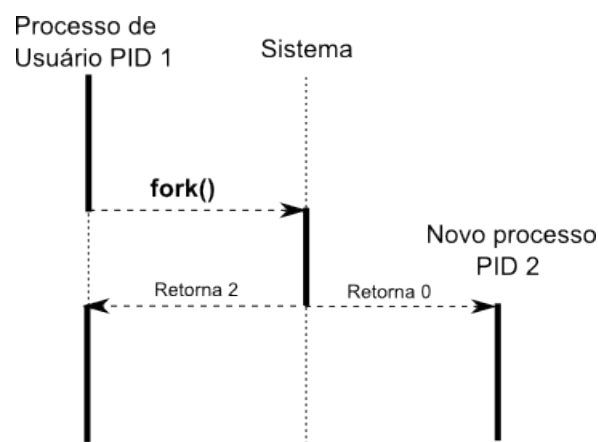 Processo de
Usuário PID 1
Sistema
fork()
Novo processo
PID 2
Retorna 2
Retorna 0